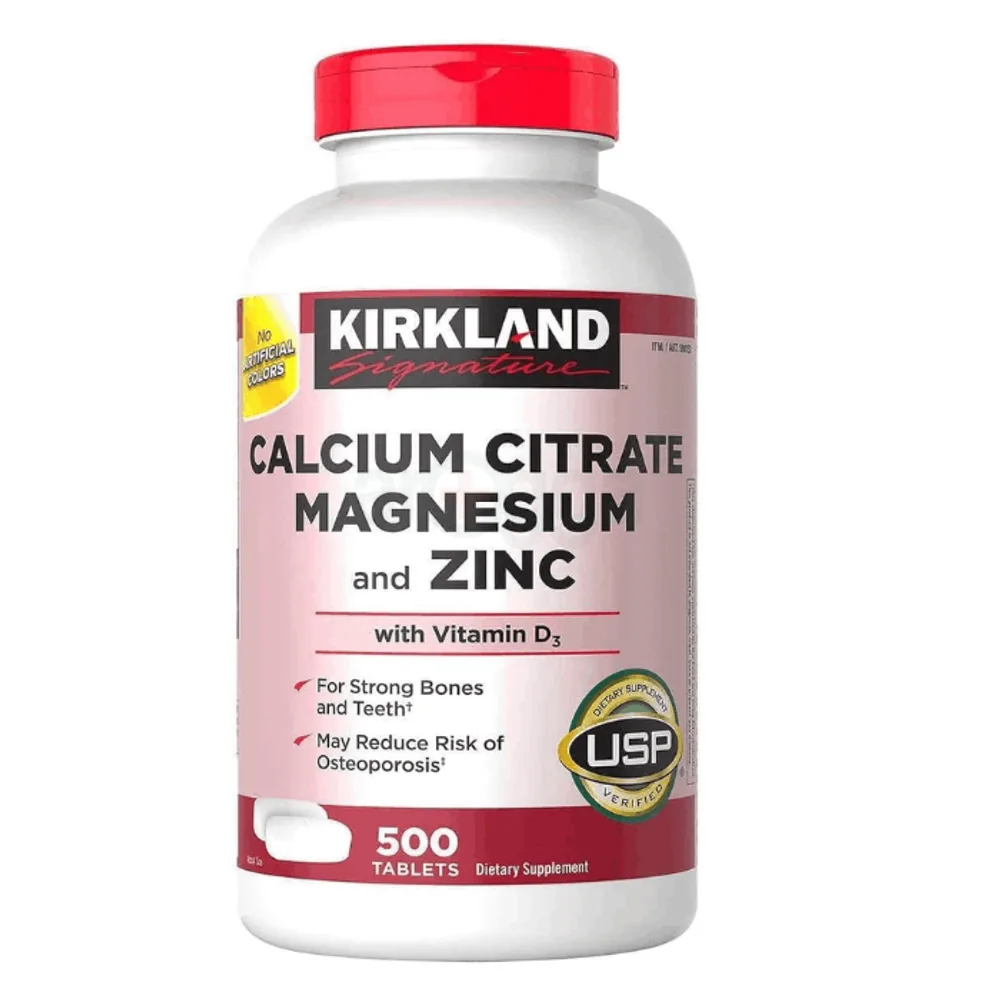 No
ARTIFICIAL
COLORS
KIRKLAND
Signature™
CALCIUM CITRATE
MAGNESIUM
and ZINC
with Vitamin D₃
For Strong Bones
and Teeth†
May Reduce Risk of
Osteoporosis‡
DIETARY SUPPLEMENT
USP®
VERIFIED
500
TABLETS Dietary Supplement